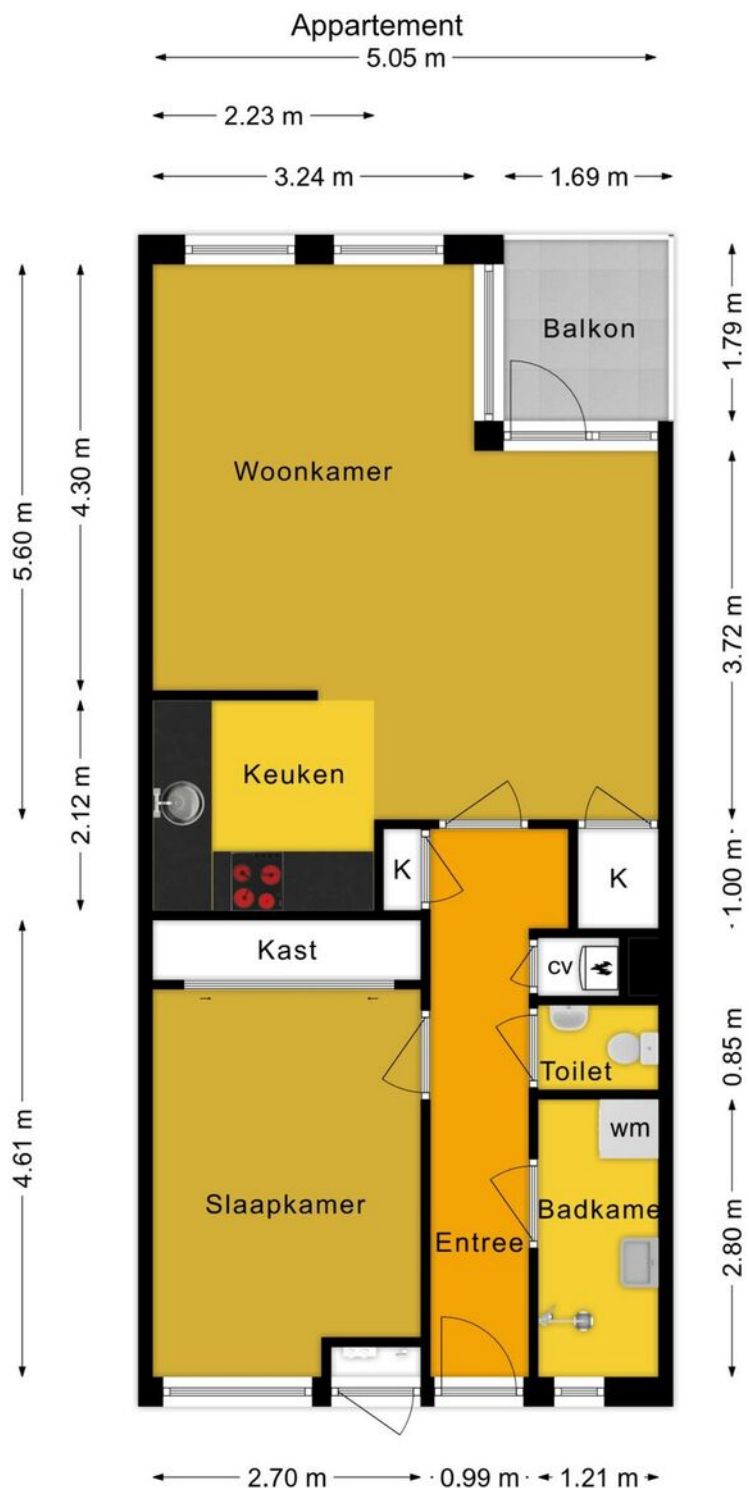 Appartement
5.05 m
2.23 m
3.24 m
1.69 m
Balkon
1.79 m
Woonkamer
4.30 m
5.60 m
3.72 m
Keuken
2.12 m
K
K
1.00 m
Kast
cv
Toilet
0.85 m
wm
4.61 m
Slaapkamer
Badkame
Entree
2.80 m
2.70 m
0.99 m
1.21 m